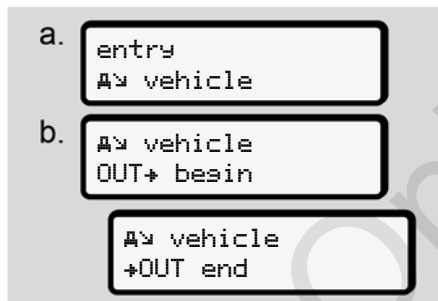 a.
entry
vehicle
b.
vehicle
OUT→ begin
vehicle
→OUT end